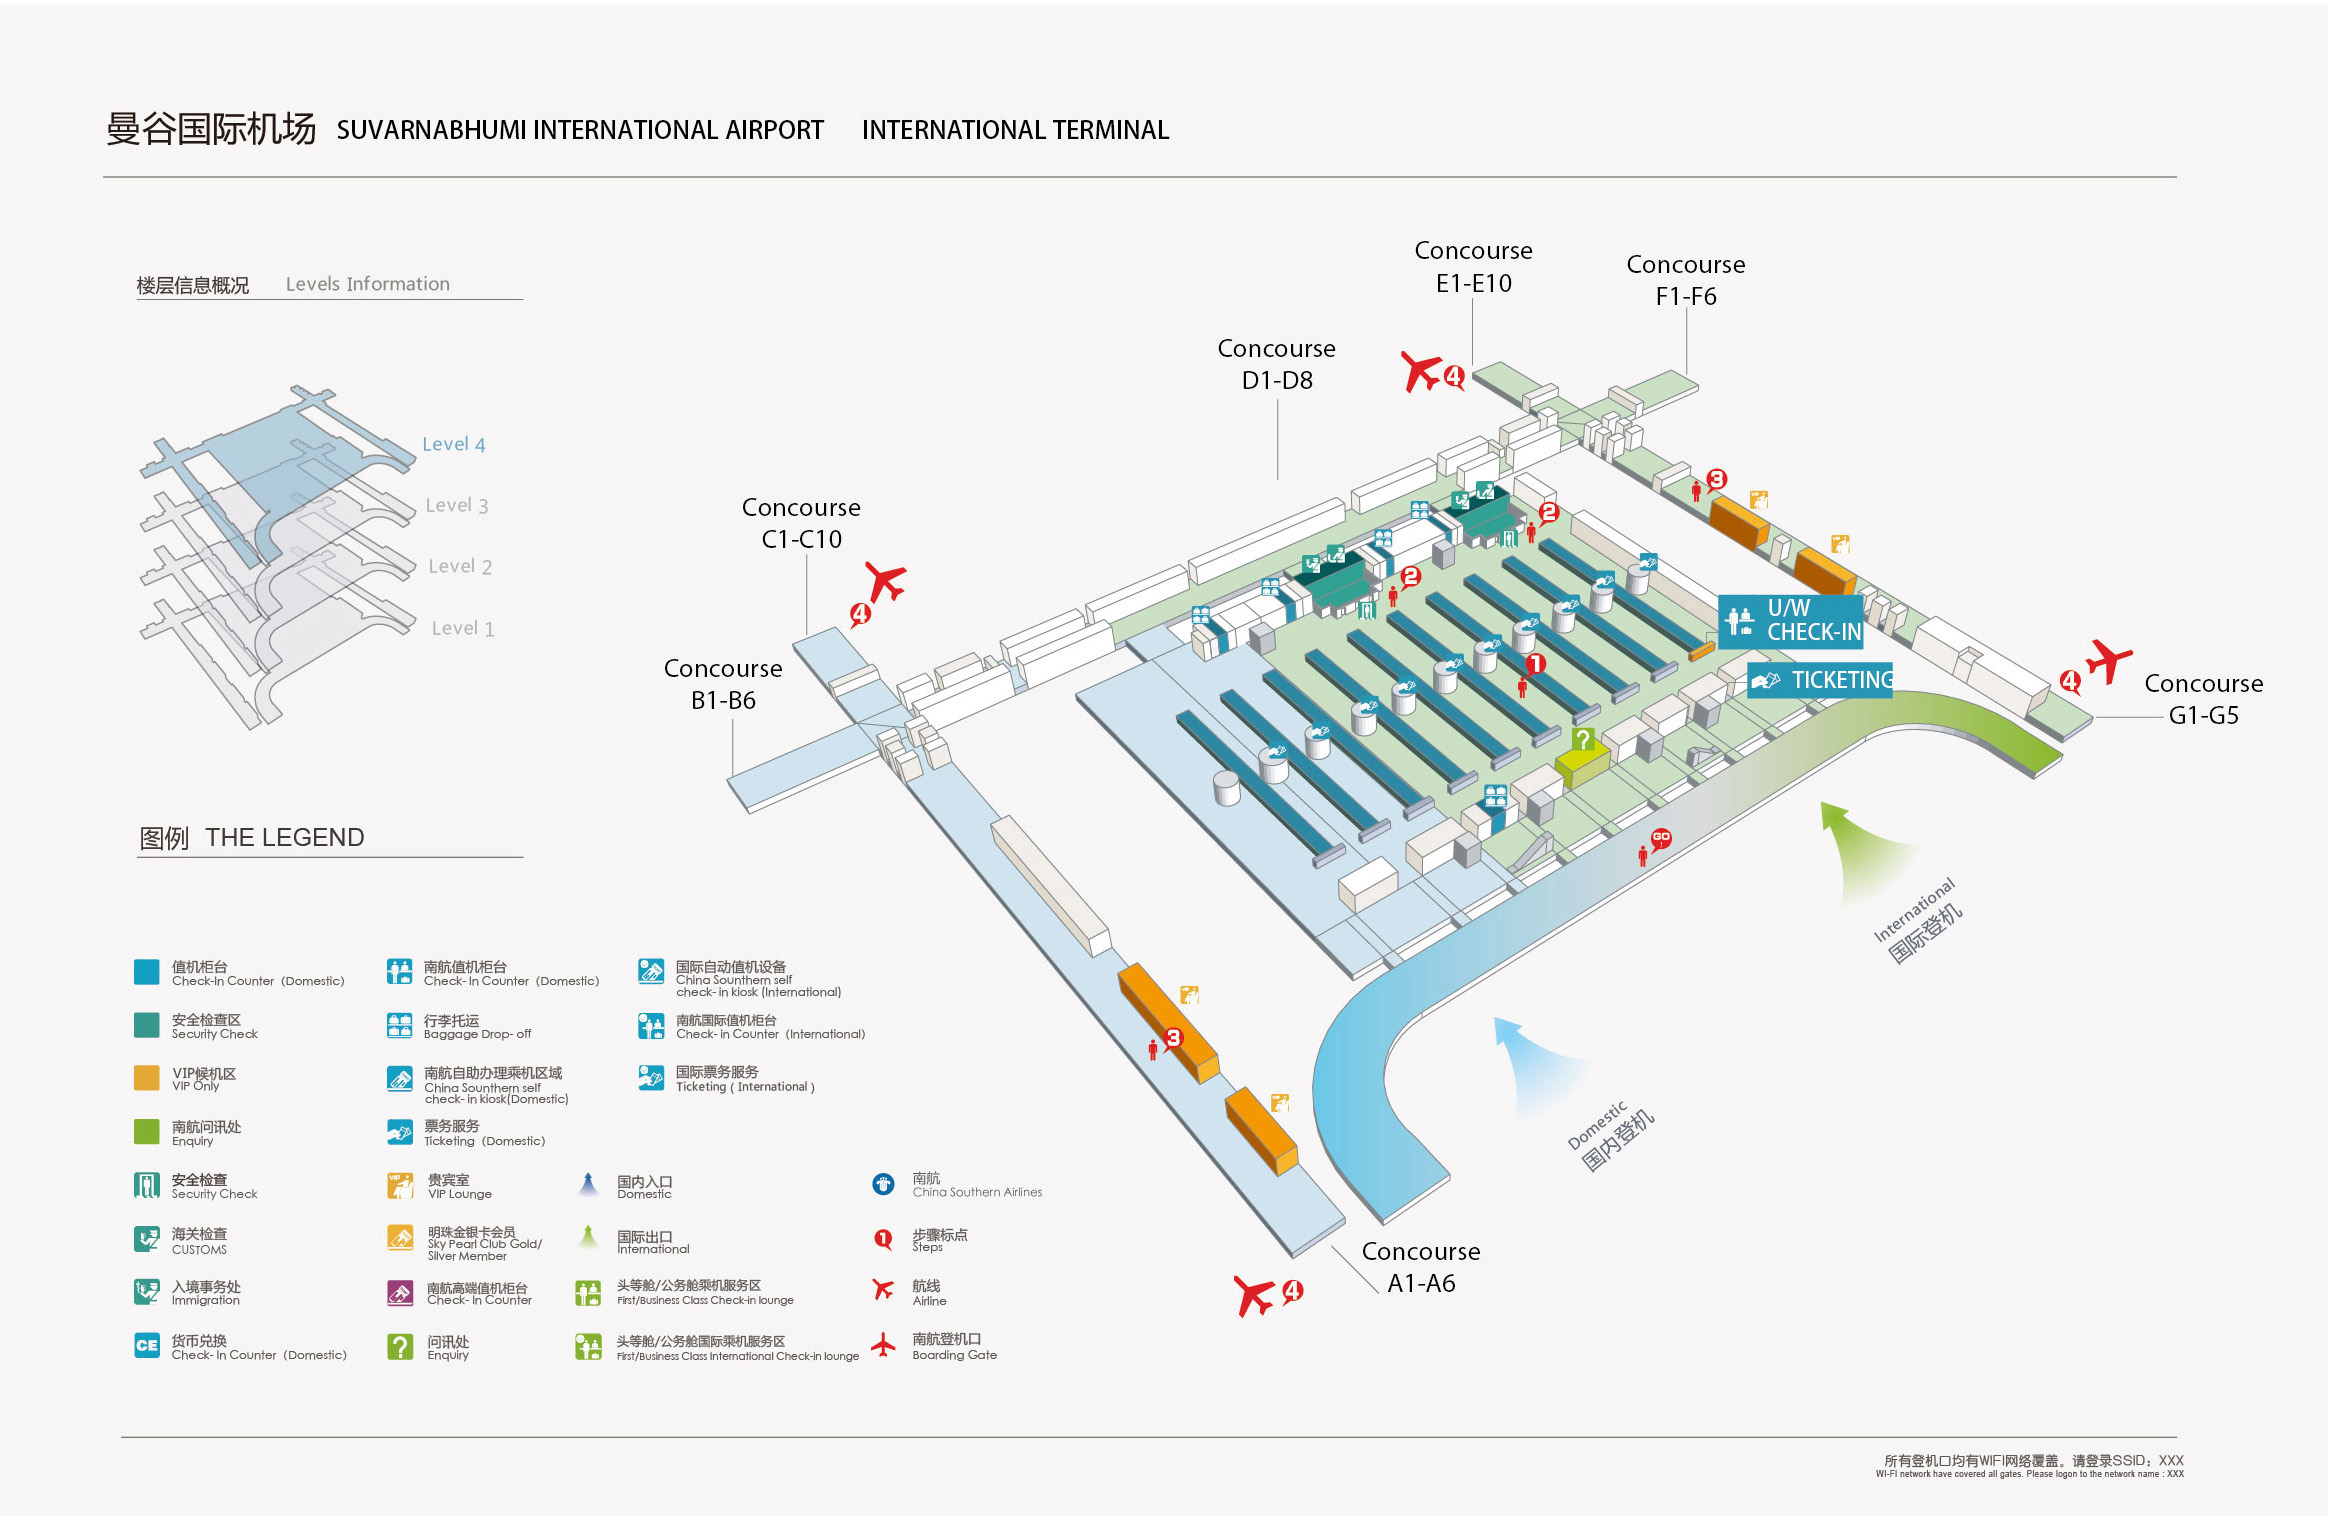 曼谷国际机场 SUVARNABHUMI INTERNATIONAL AIRPORT INTERNATIONAL TERMINAL
楼层信息概况 Levels Information
Level 4
Level 3
Level 2
Level 1
Concourse
E1-E10
Concourse
F1-F6
Concourse
D1-D8
Concourse
C1-C10
Concourse
B1-B6
Concourse
G1-G5
Concourse
A1-A6
4
4
4
4
3
3
2
2
1
GO
U/W
CHECK-IN
TICKETING
?
International
国际登机
Domestic
国内登机
图例 THE LEGEND
值机柜台
Check-In Counter (Domestic)
安全检查区
Security Check
VIP候机区
VIP Only
南航问讯处
Enquiry
安全检查
Security Check
海关检查
CUSTOMS
入境事务处
Immigration
CE
货币兑换
Check- In Counter (Domestic)
南航值机柜台
Check- In Counter (Domestic)
行李托运
Baggage Drop- off
南航自助办理乘机区域
China Sounthern self
check- in kiosk(Domestic)
票务服务
Ticketing (Domestic)
VIP
贵宾室
VIP Lounge
明珠金银卡会员
Sky Pearl Club Gold/
Silver Member
南航高端值机柜台
Check- In Counter
?
问讯处
Enquiry
国际自动值机设备
China Sounthern self
check- in kiosk (International)
南航国际值机柜台
Check- in Counter (International)
国际票务服务
Ticketing ( International )
国内入口
Domestic
国际出口
International
头等舱/公务舱乘机服务区
First/Business Class Check-in lounge
头等舱/公务舱国际乘机服务区
First/Business Class International Check-in lounge
南航
China Southern Airlines
1
步骤标点
Steps
航线
Airline
南航登机口
Boarding Gate
所有登机口均有WIFI网络覆盖。请登录SSID：XXX
WI-FI network have covered all gates. Please logon to the network name : XXX